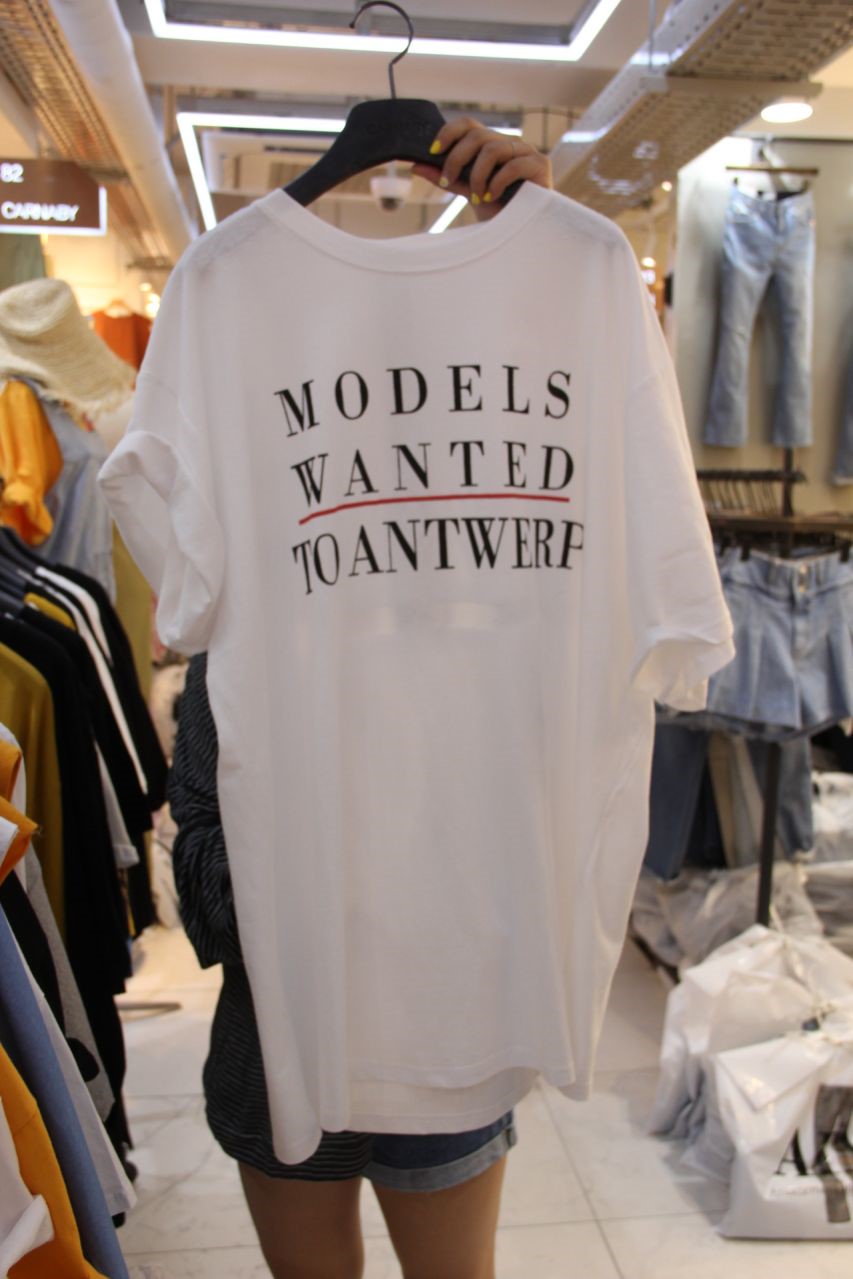 82
CARNABY
MODELS
WANTED
TO ANTWERP